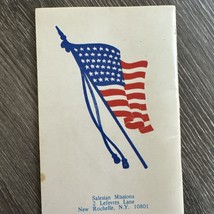 Salesian Missions
2 Lefevres Lane
New Rochelle, N.Y. 10801